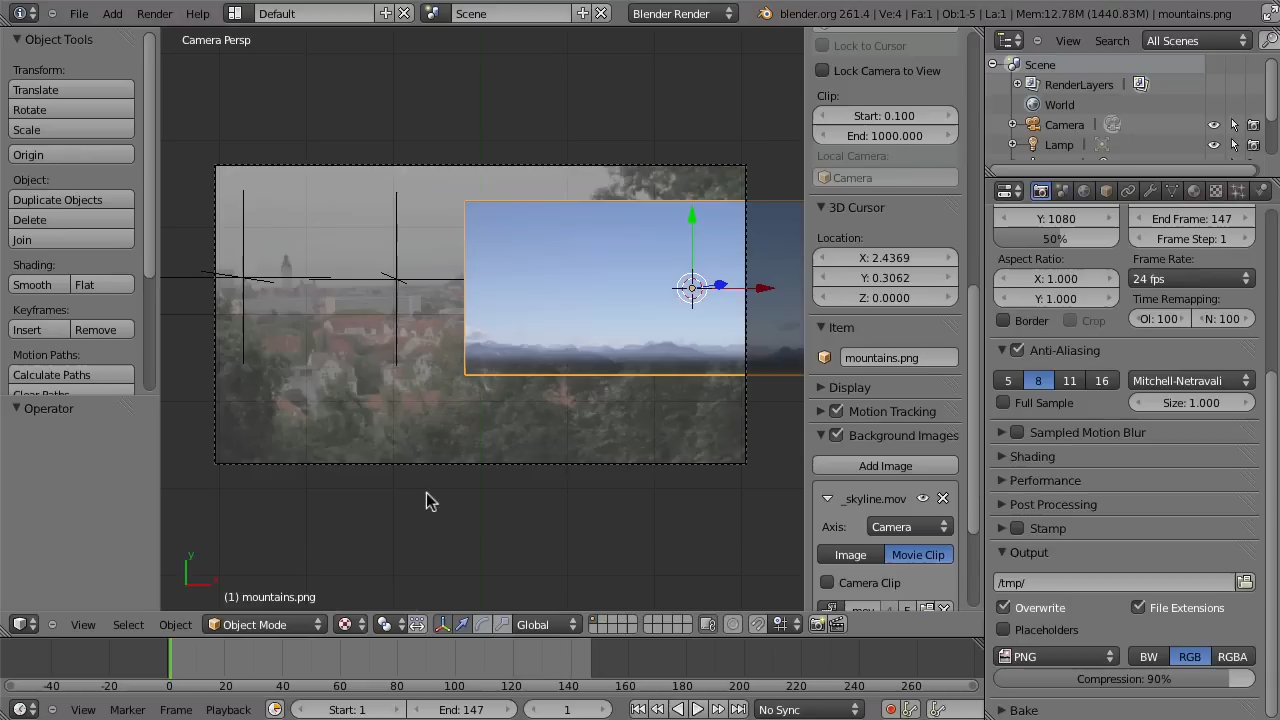 File Add Render Help
Default
Scene
Blender Render
blender.org 261.4 | Ve:4 | Fa:1 | Ob:1-5 | La:1 | Mem:12.78M (1440.83M) | mountains.png
Object Tools
Transform:
Translate
Rotate
Scale
Origin
Object:
Duplicate Objects
Delete
Join
Shading:
Smooth Flat
Keyframes:
Insert Remove
Motion Paths:
Calculate Paths
Operator
Camera Persp
y
(1) mountains.png
Lock to Cursor
Lock Camera to View
Clip:
Start: 0.100
End: 1000.000
Local Camera:
Camera
3D Cursor
Location:
X: 2.4369
Y: 0.3062
Z: 0.0000
Item
mountains.png
Display
Motion Tracking
Background Images
Add Image
_skyline.mov
Axis: Camera
Image Movie Clip
Camera Clip
View Search All Scenes
Scene
RenderLayers
World
Camera
Lamp
Y: 1080 End Frame: 147
50% Frame Step: 1
Aspect Ratio: Frame Rate:
X: 1.000 24 fps
Y: 1.000 Time Remapping:
Border Crop Ol: 100 N: 100
Anti-Aliasing
5 8 11 16 Mitchell-Netravali
Full Sample Size: 1.000
Sampled Motion Blur
Shading
Performance
Post Processing
Stamp
Output
/tmp/
Overwrite File Extensions
Placeholders
PNG BW RGB RGBA
Compression: 90%
Bake
View Select Object Object Mode Global
-40 -20 0 20 40 60 80 100 120 140 160 180 200 220 240 260
View Marker Frame Playback Start: 1 End: 147 1 No Sync